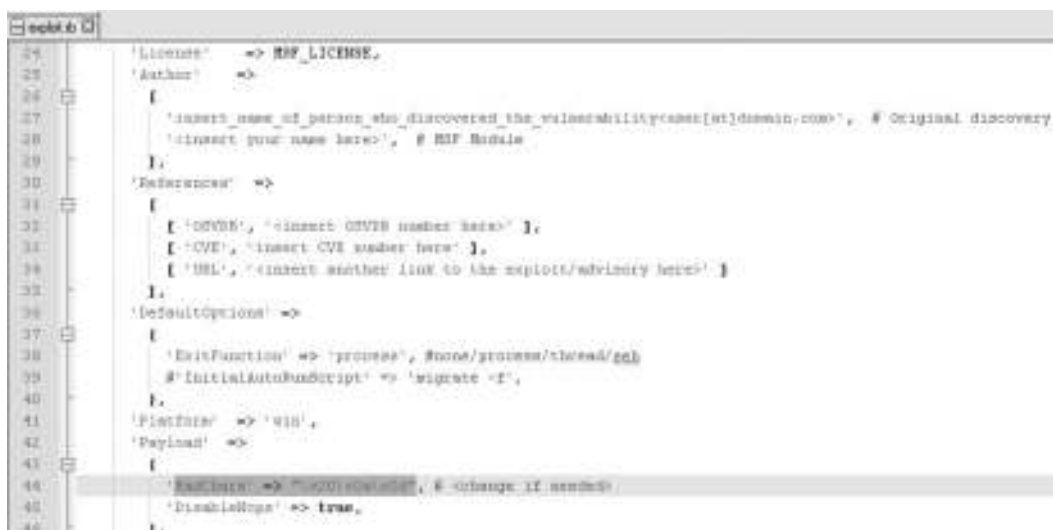 exploit.rb
24 'License' => MSF_LICENSE,
25 'Author' =>
26 [
27 'insert_name_of_person_who_discovered_the_vulnerability<user[at]domain.com>', # Original discovery
28 '<insert your name here>', # MSF Module
29 ],
30 'References' =>
31 [
32 [ 'OSVDB', '<insert OSVDB number here>' ],
33 [ 'CVE', 'insert CVE number here' ],
34 [ 'URL', '<insert another link to the exploit/advisory here>' ]
35 ],
36 'DefaultOptions' =>
37 {
38 'ExitFunction' => 'process', #none/process/thread/seh
39 #'InitialAutoRunScript' => 'migrate -f',
40 },
41 'Platform' => 'win',
42 'Payload' =>
43 {
44 'BadChars' => "\x20\x0a\x0d", # <change if needed>
45 'DisableNops' => true,
46 },